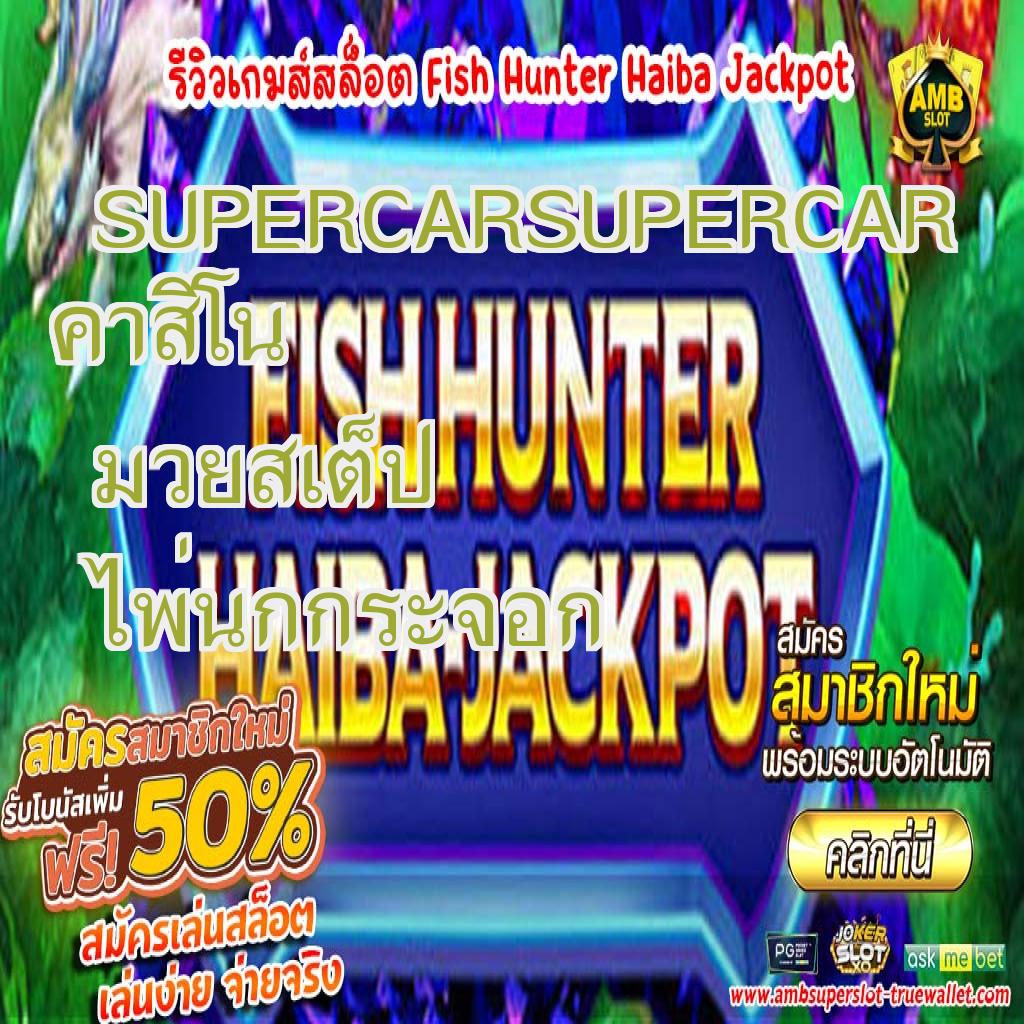 รีวิวเกมส์สล็อต Fish Hunter Haiba Jackpot
AMB
SLOT
SUPERCARSUPERCAR
คาสิโน
FISH HUNTER
มวยสเต็ป
HAIBA JACKPOT
ไพ่นกกระจอก
สมัคร
สมาชิกใหม่
พร้อมระบบอัตโนมัติ
คลิกที่นี่
สมัครสมาชิกใหม่
รับโบนัสเพิ่ม
ฟรี! 50%
สมัครเล่นสล็อต
เล่นง่าย จ่ายจริง
PG
JOKER
SLOT
XO
ask me bet
www.ambsuperslot-truewallet.com